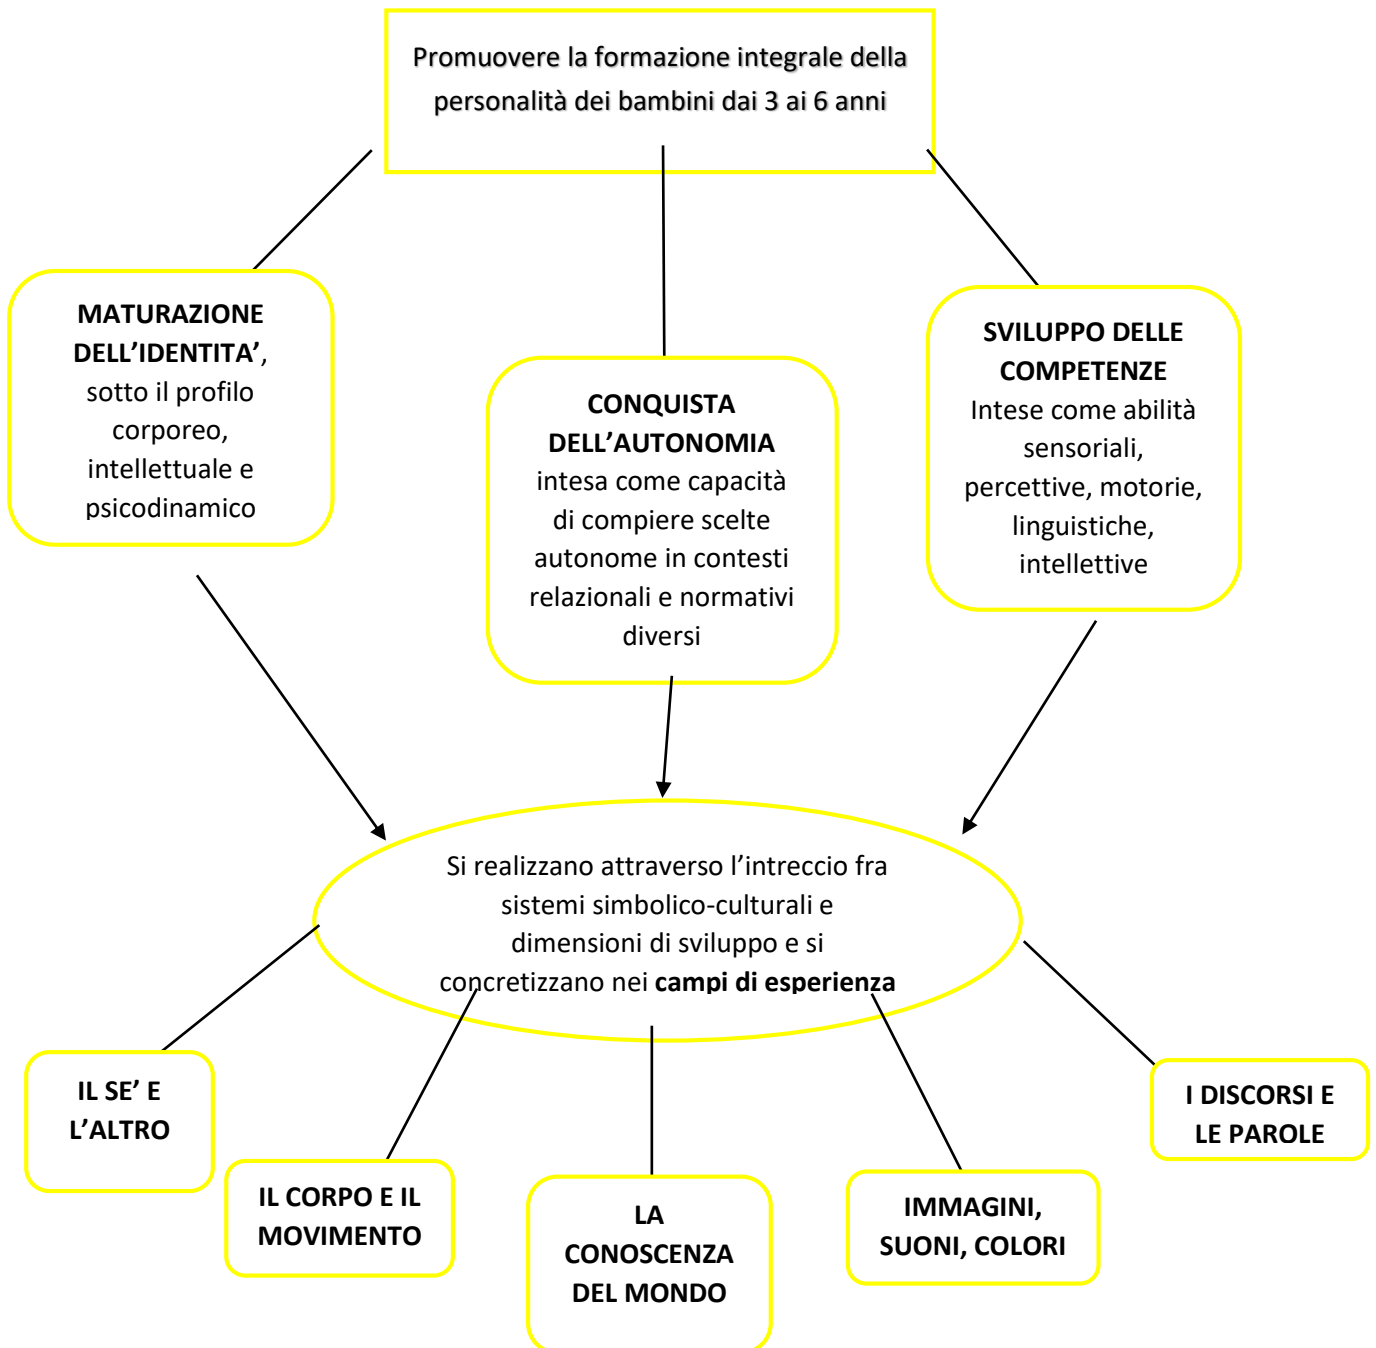 Promuovere la formazione integrale della
personalità dei bambini dai 3 ai 6 anni
MATURAZIONE
DELL’IDENTITA’,
sotto il profilo
corporeo,
intellettuale e
psicodinamico
CONQUISTA
DELL’AUTONOMIA
intesa come capacità
di compiere scelte
autonome in contesti
relazionali e normativi
diversi
SVILUPPO DELLE
COMPETENZE
Intese come abilità
sensoriali,
percettive, motorie,
linguistiche,
intellettive
Si realizzano attraverso l’intreccio fra
sistemi simbolico-culturali e
dimensioni di sviluppo e si
concretizzano nei campi di esperienza
IL SE’ E
L’ALTRO
IL CORPO E IL
MOVIMENTO
LA
CONOSCENZA
DEL MONDO
IMMAGINI,
SUONI, COLORI
I DISCORSI E
LE PAROLE